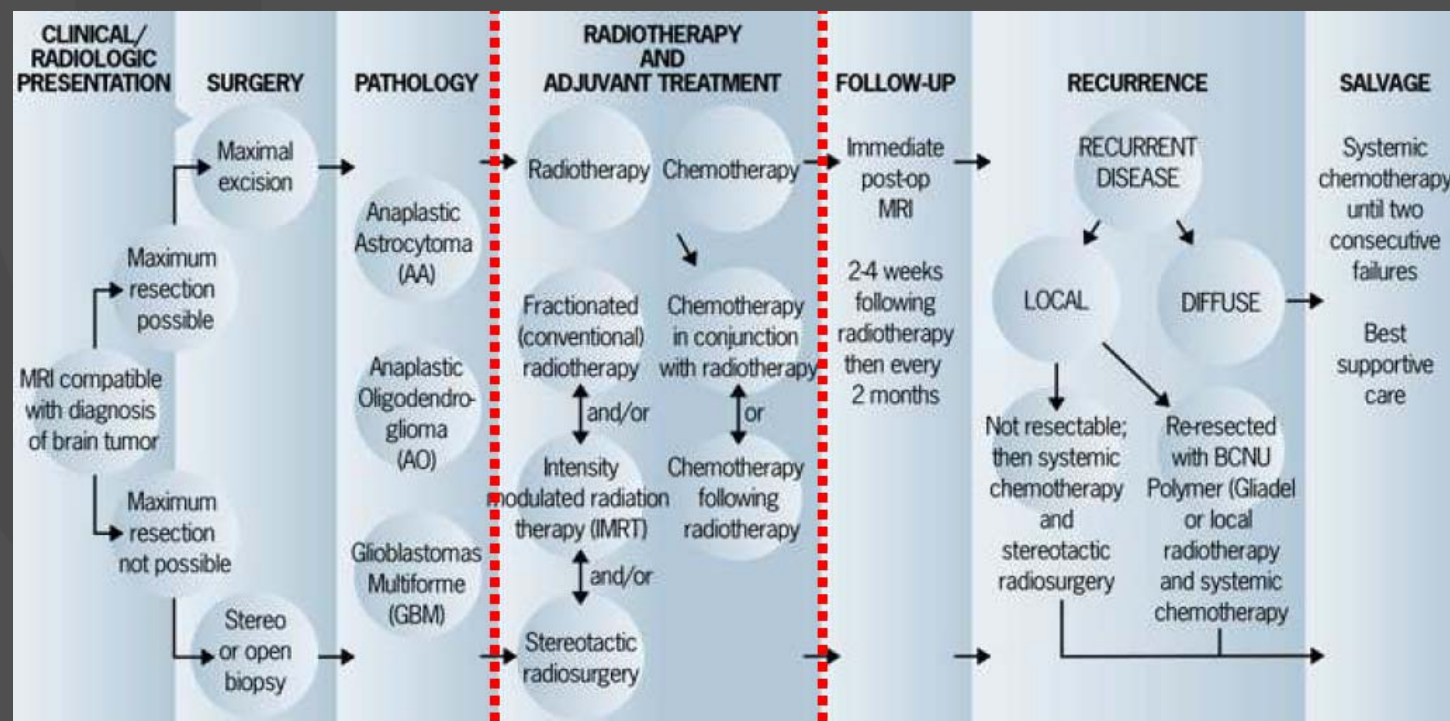 CLINICAL/
RADIOLOGIC
PRESENTATION
SURGERY
PATHOLOGY
RADIOTHERAPY
AND
ADJUVANT TREATMENT
FOLLOW-UP
RECURRENCE
SALVAGE
MRI compatible
with diagnosis
of brain tumor
Maximum
resection
possible
Maximum
resection
not possible
Maximal
excision
Stereo
or open
biopsy
Anaplastic
Astrocytoma
(AA)
Anaplastic
Oligodendro-
glioma
(AO)
Glioblastomas
Multiforme
(GBM)
Radiotherapy
Fractionated
(conventional)
radiotherapy
and/or
Intensity
modulated radiation
therapy (IMRT)
and/or
Stereotactic
radiosurgery
Chemotherapy
Chemotherapy
in conjunction
with radiotherapy
or
Chemotherapy
following
radiotherapy
Immediate
post-op
MRI
2-4 weeks
following
radiotherapy
then every
2 months
RECURRENT
DISEASE
LOCAL
DIFFUSE
Not resectable;
then systemic
chemotherapy
and
stereotactic
radiosurgery
Re-resected
with BCNU
Polymer (Gliadel
or local
radiotherapy
and systemic
chemotherapy
Systemic
chemotherapy
until two
consecutive
failures
Best
supportive
care